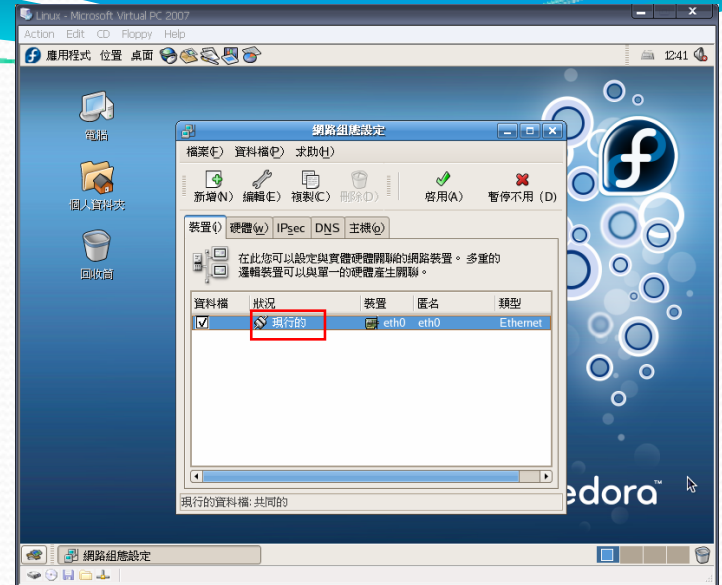 Linux - Microsoft Virtual PC 2007
Action Edit CD Floppy Help
應用程式 位置 桌面 12:41
電腦
個人資料夾
回收筒
網路組態設定
檔案(F) 資料檔(P) 求助(H)
新增(N) 編輯(E) 複製(C) 刪除(D) 啓用(A) 暫停不用 (D)
裝置(i) 硬體(w) IPsec DNS 主機(o)
在此您可以設定與實體硬體關聯的網路裝置。 多重的
邏輯裝置可以與單一的硬體產生關聯。
資料檔 狀況 裝置 匿名 類型
現行的 eth0 eth0 Ethernet
現行的資料檔: 共同的
edora™
網路組態設定